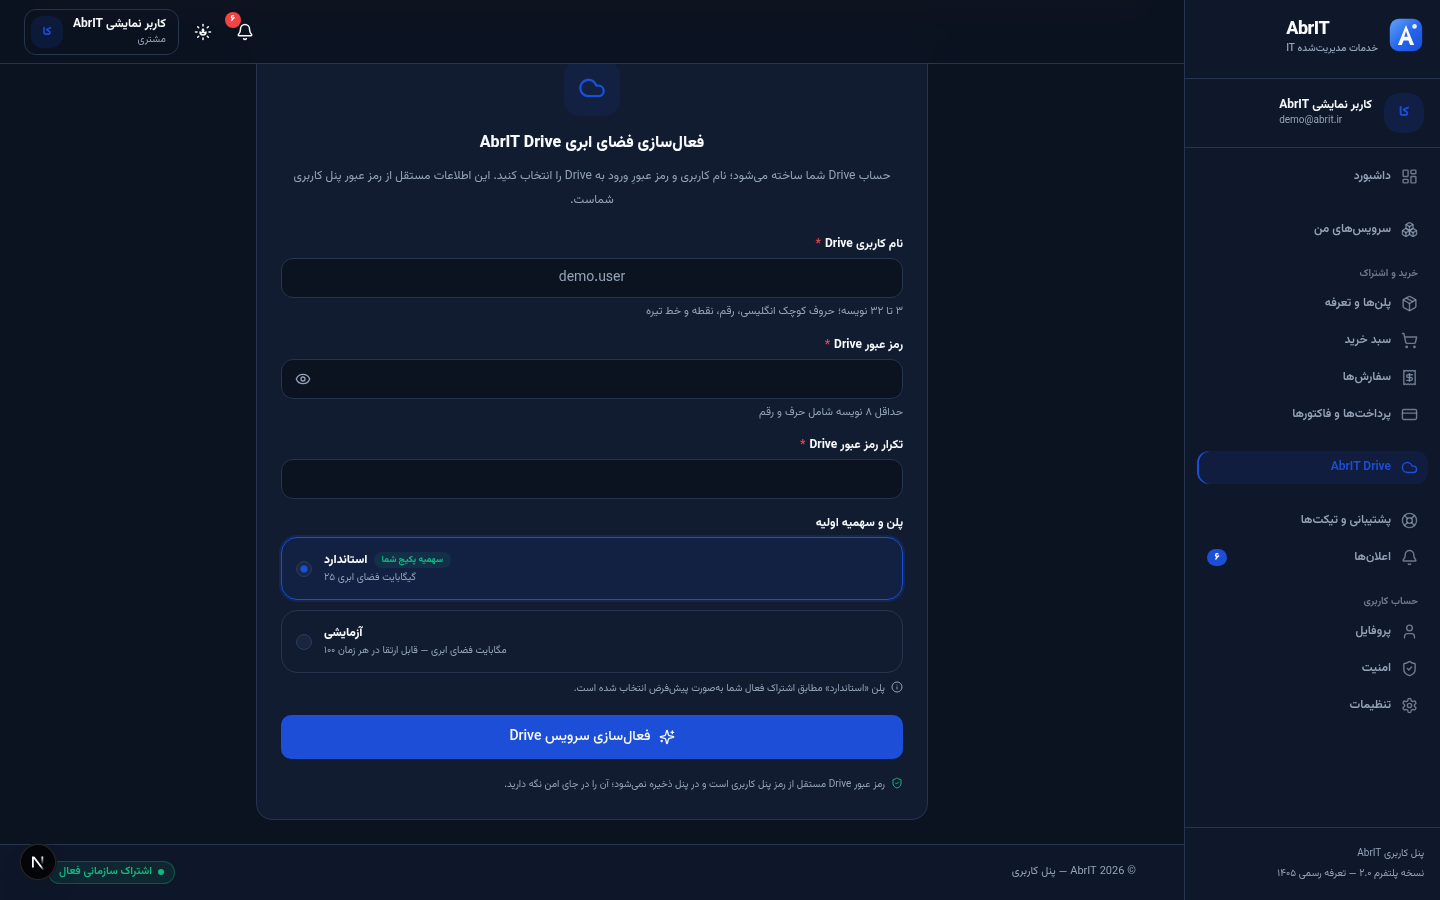 AbrIT
خدمات مدیریت‌شده IT
کاربر نمایشی AbrIT
کا
demo@abrit.ir
داشبورد
سرویس‌های من
خرید و اشتراک
پلن‌ها و تعرفه
سبد خرید
سفارش‌ها
پرداخت‌ها و فاکتورها
AbrIT Drive
پشتیبانی و تیکت‌ها
اعلان‌ها
۶
حساب کاربری
پروفایل
امنیت
تنظیمات
پنل کاربری AbrIT
نسخه پلتفرم ۲.۰ — تعرفه رسمی ۱۴۰۵
۶
کاربر نمایشی AbrIT
مشتری
کا
فعال‌سازی فضای ابری AbrIT Drive
حساب Drive شما ساخته می‌شود؛ نام کاربری و رمز عبورِ ورود به Drive را انتخاب کنید. این اطلاعات مستقل از رمز عبور پنل کاربری
شماست.
نام کاربری Drive *
demo.user
۳ تا ۳۲ نویسه؛ حروف کوچک انگلیسی، رقم، نقطه و خط تیره
رمز عبور Drive *
حداقل ۸ نویسه شامل حرف و رقم
تکرار رمز عبور Drive *
پلن و سهمیه اولیه
استاندارد
سهمیه پکیج شما
گیگابایت فضای ابری ۲۵
آزمایشی
مگابایت فضای ابری — قابل ارتقا در هر زمان ۱۰۰
پلن «استاندارد» مطابق اشتراک فعال شما به‌صورت پیش‌فرض انتخاب شده است.
فعال‌سازی سرویس Drive
رمز عبور Drive مستقل از رمز پنل کاربری است و در پنل ذخیره نمی‌شود؛ آن را در جای امن نگه دارید.
© 2026 AbrIT — پنل کاربری
اشتراک سازمانی فعال
N